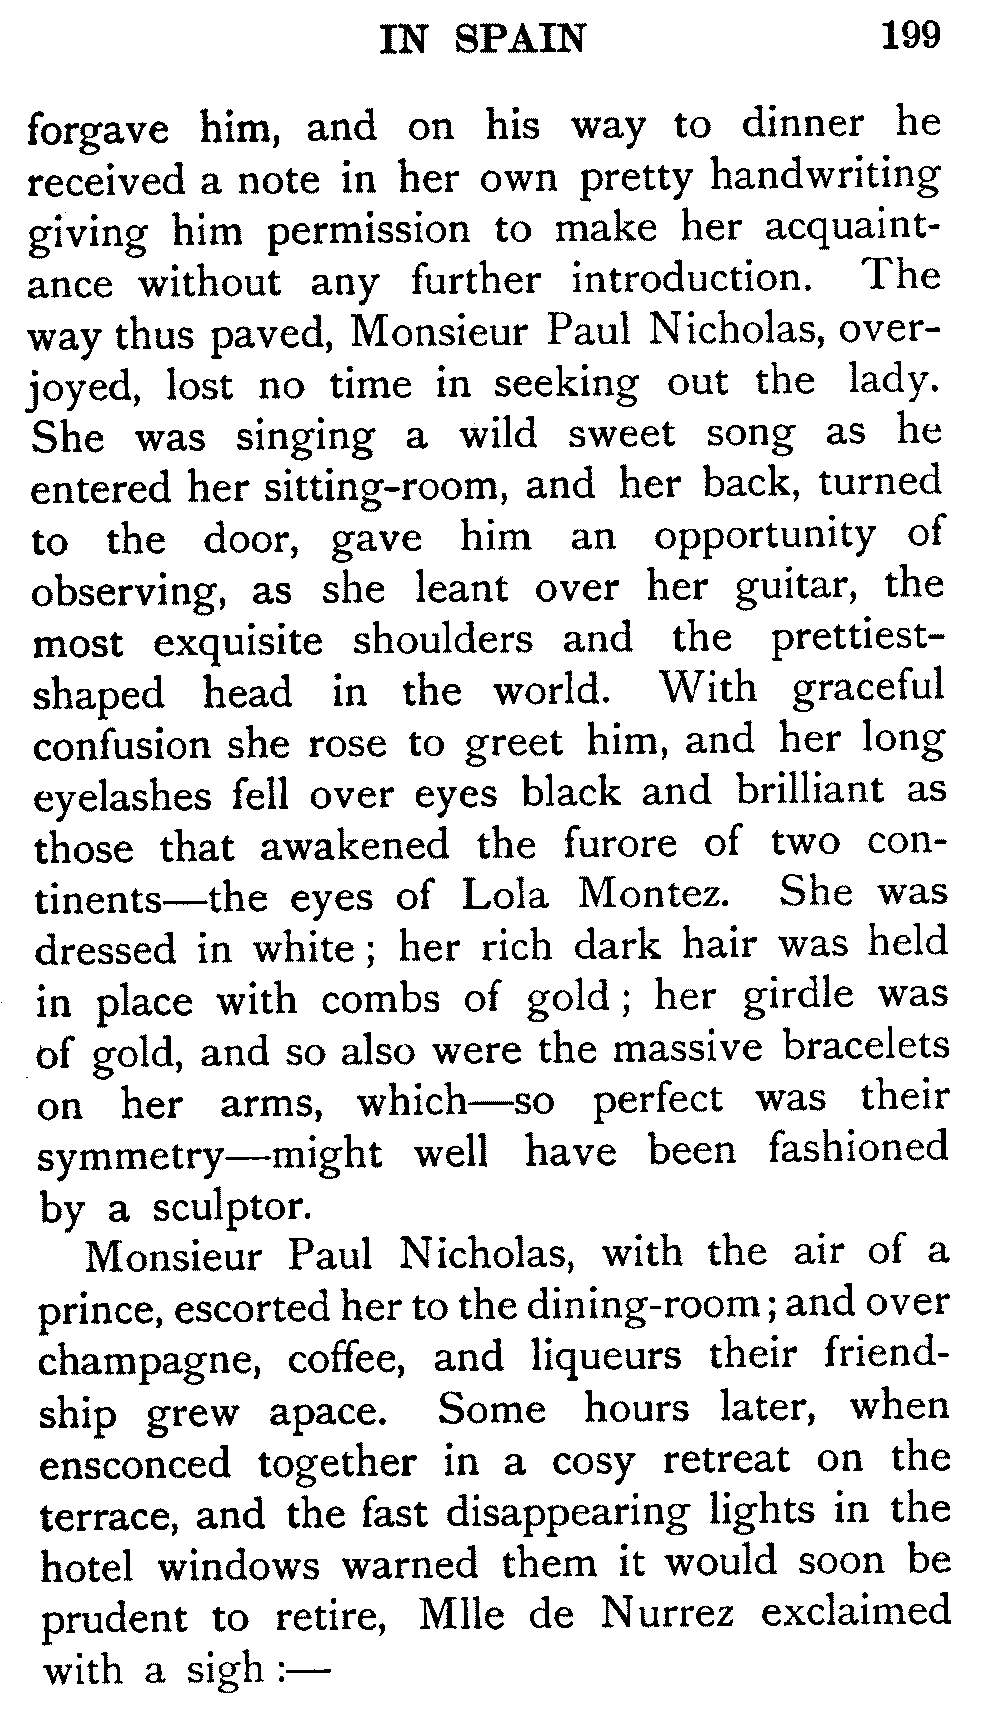 IN SPAIN 199
forgave him, and on his way to dinner he
received a note in her own pretty handwriting
giving him permission to make her acquaint-
ance without any further introduction. The
way thus paved, Monsieur Paul Nicholas, over-
joyed, lost no time in seeking out the lady.
She was singing a wild sweet song as he
entered her sitting-room, and her back, turned
to the door, gave him an opportunity of
observing, as she leant over her guitar, the
most exquisite shoulders and the prettiest-
shaped head in the world. With graceful
confusion she rose to greet him, and her long
eyelashes fell over eyes black and brilliant as
those that awakened the furore of two con-
tinents—the eyes of Lola Montez. She was
dressed in white ; her rich dark hair was held
in place with combs of gold ; her girdle was
of gold, and so also were the massive bracelets
on her arms, which—so perfect was their
symmetry—might well have been fashioned
by a sculptor.
Monsieur Paul Nicholas, with the air of a
prince, escorted her to the dining-room ; and over
champagne, coffee, and liqueurs their friend-
ship grew apace. Some hours later, when
ensconced together in a cosy retreat on the
terrace, and the fast disappearing lights in the
hotel windows warned them it would soon be
prudent to retire, Mlle de Nurrez exclaimed
with a sigh :—